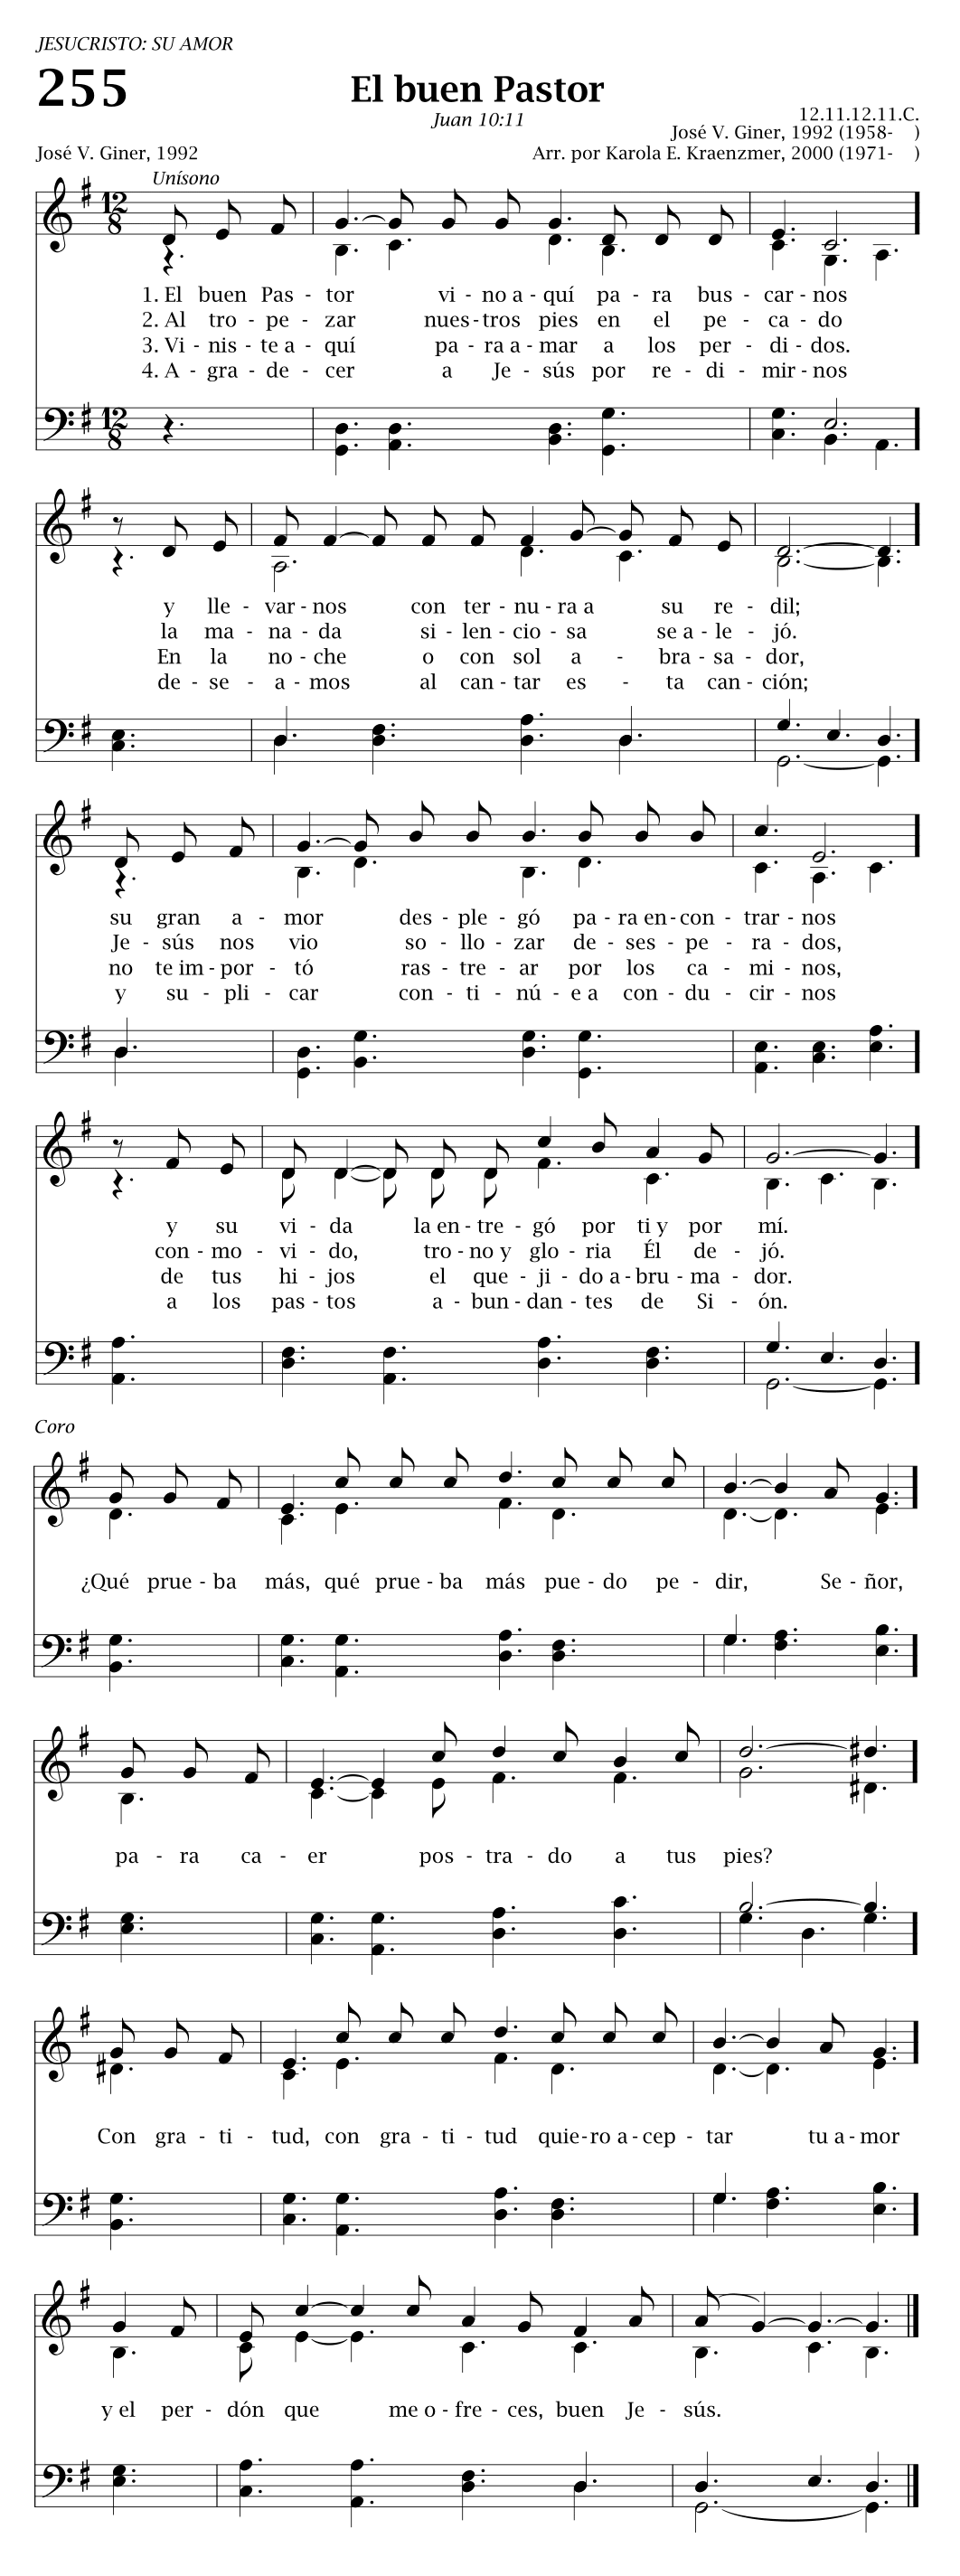 JESUCRISTO: SU AMOR
255
El buen Pastor
Juan 10:11
12.11.12.11.C.
José V. Giner, 1992 (1958- )
José V. Giner, 1992
Arr. por Karola E. Kraenzmer, 2000 (1971- )
Unísono
12
8
1. El buen Pas - tor vi - no a - quí pa - ra bus - car - nos
2. Al tro - pe - zar nues - tros pies en el pe - ca - do
3. Vi - nis - te a - quí pa - ra a - mar a los per - di - dos.
4. A - gra - de - cer a Je - sús por re - di - mir - nos
12
8
y lle - var - nos con ter - nu - ra a su re - dil;
la ma - na - da si - len - cio - sa se a - le - jó.
En la no - che o con sol a - bra - sa - dor,
de - se - a - mos al can - tar es - ta can - ción;
su gran a - mor des - ple - gó pa - ra en - con - trar - nos
Je - sús nos vio so - llo - zar de - ses - pe - ra - dos,
no te im - por - tó ras - tre - ar por los ca - mi - nos,
y su - pli - car con - ti - nú - e a con - du - cir - nos
y su vi - da la en - tre - gó por ti y por mí.
con - mo - vi - do, tro - no y glo - ria Él de - jó.
de tus hi - jos el que - ji - do a - bru - ma - dor.
a los pas - tos a - bun - dan - tes de Si - ón.
Coro
¿Qué prue - ba más, qué prue - ba más pue - do pe - dir, Se - ñor,
pa - ra ca - er pos - tra - do a tus pies?
Con gra - ti - tud, con gra - ti - tud quie - ro a - cep - tar tu a - mor
y el per - dón que me o - fre - ces, buen Je - sús.